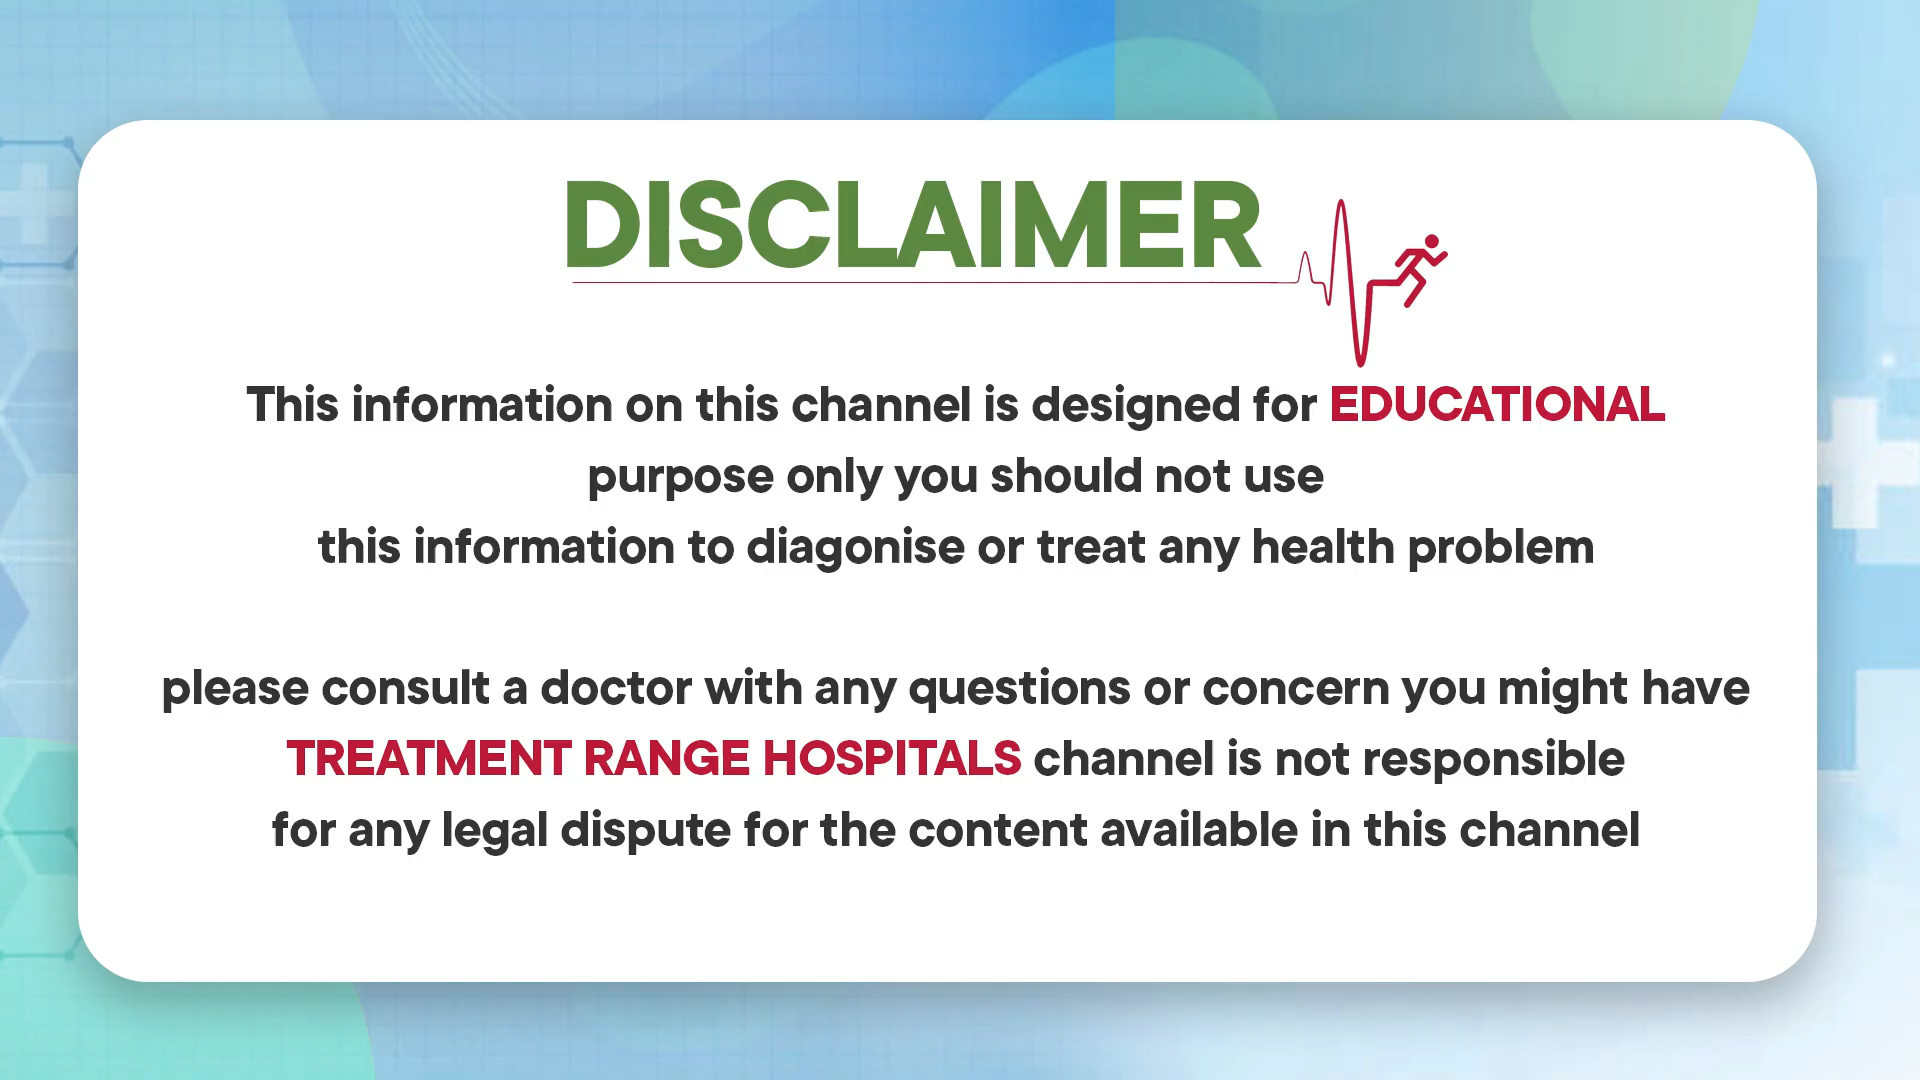 DISCLAIMER
This information on this channel is designed for EDUCATIONAL
purpose only you should not use
this information to diagonise or treat any health problem
please consult a doctor with any questions or concern you might have
TREATMENT RANGE HOSPITALS channel is not responsible
for any legal dispute for the content available in this channel